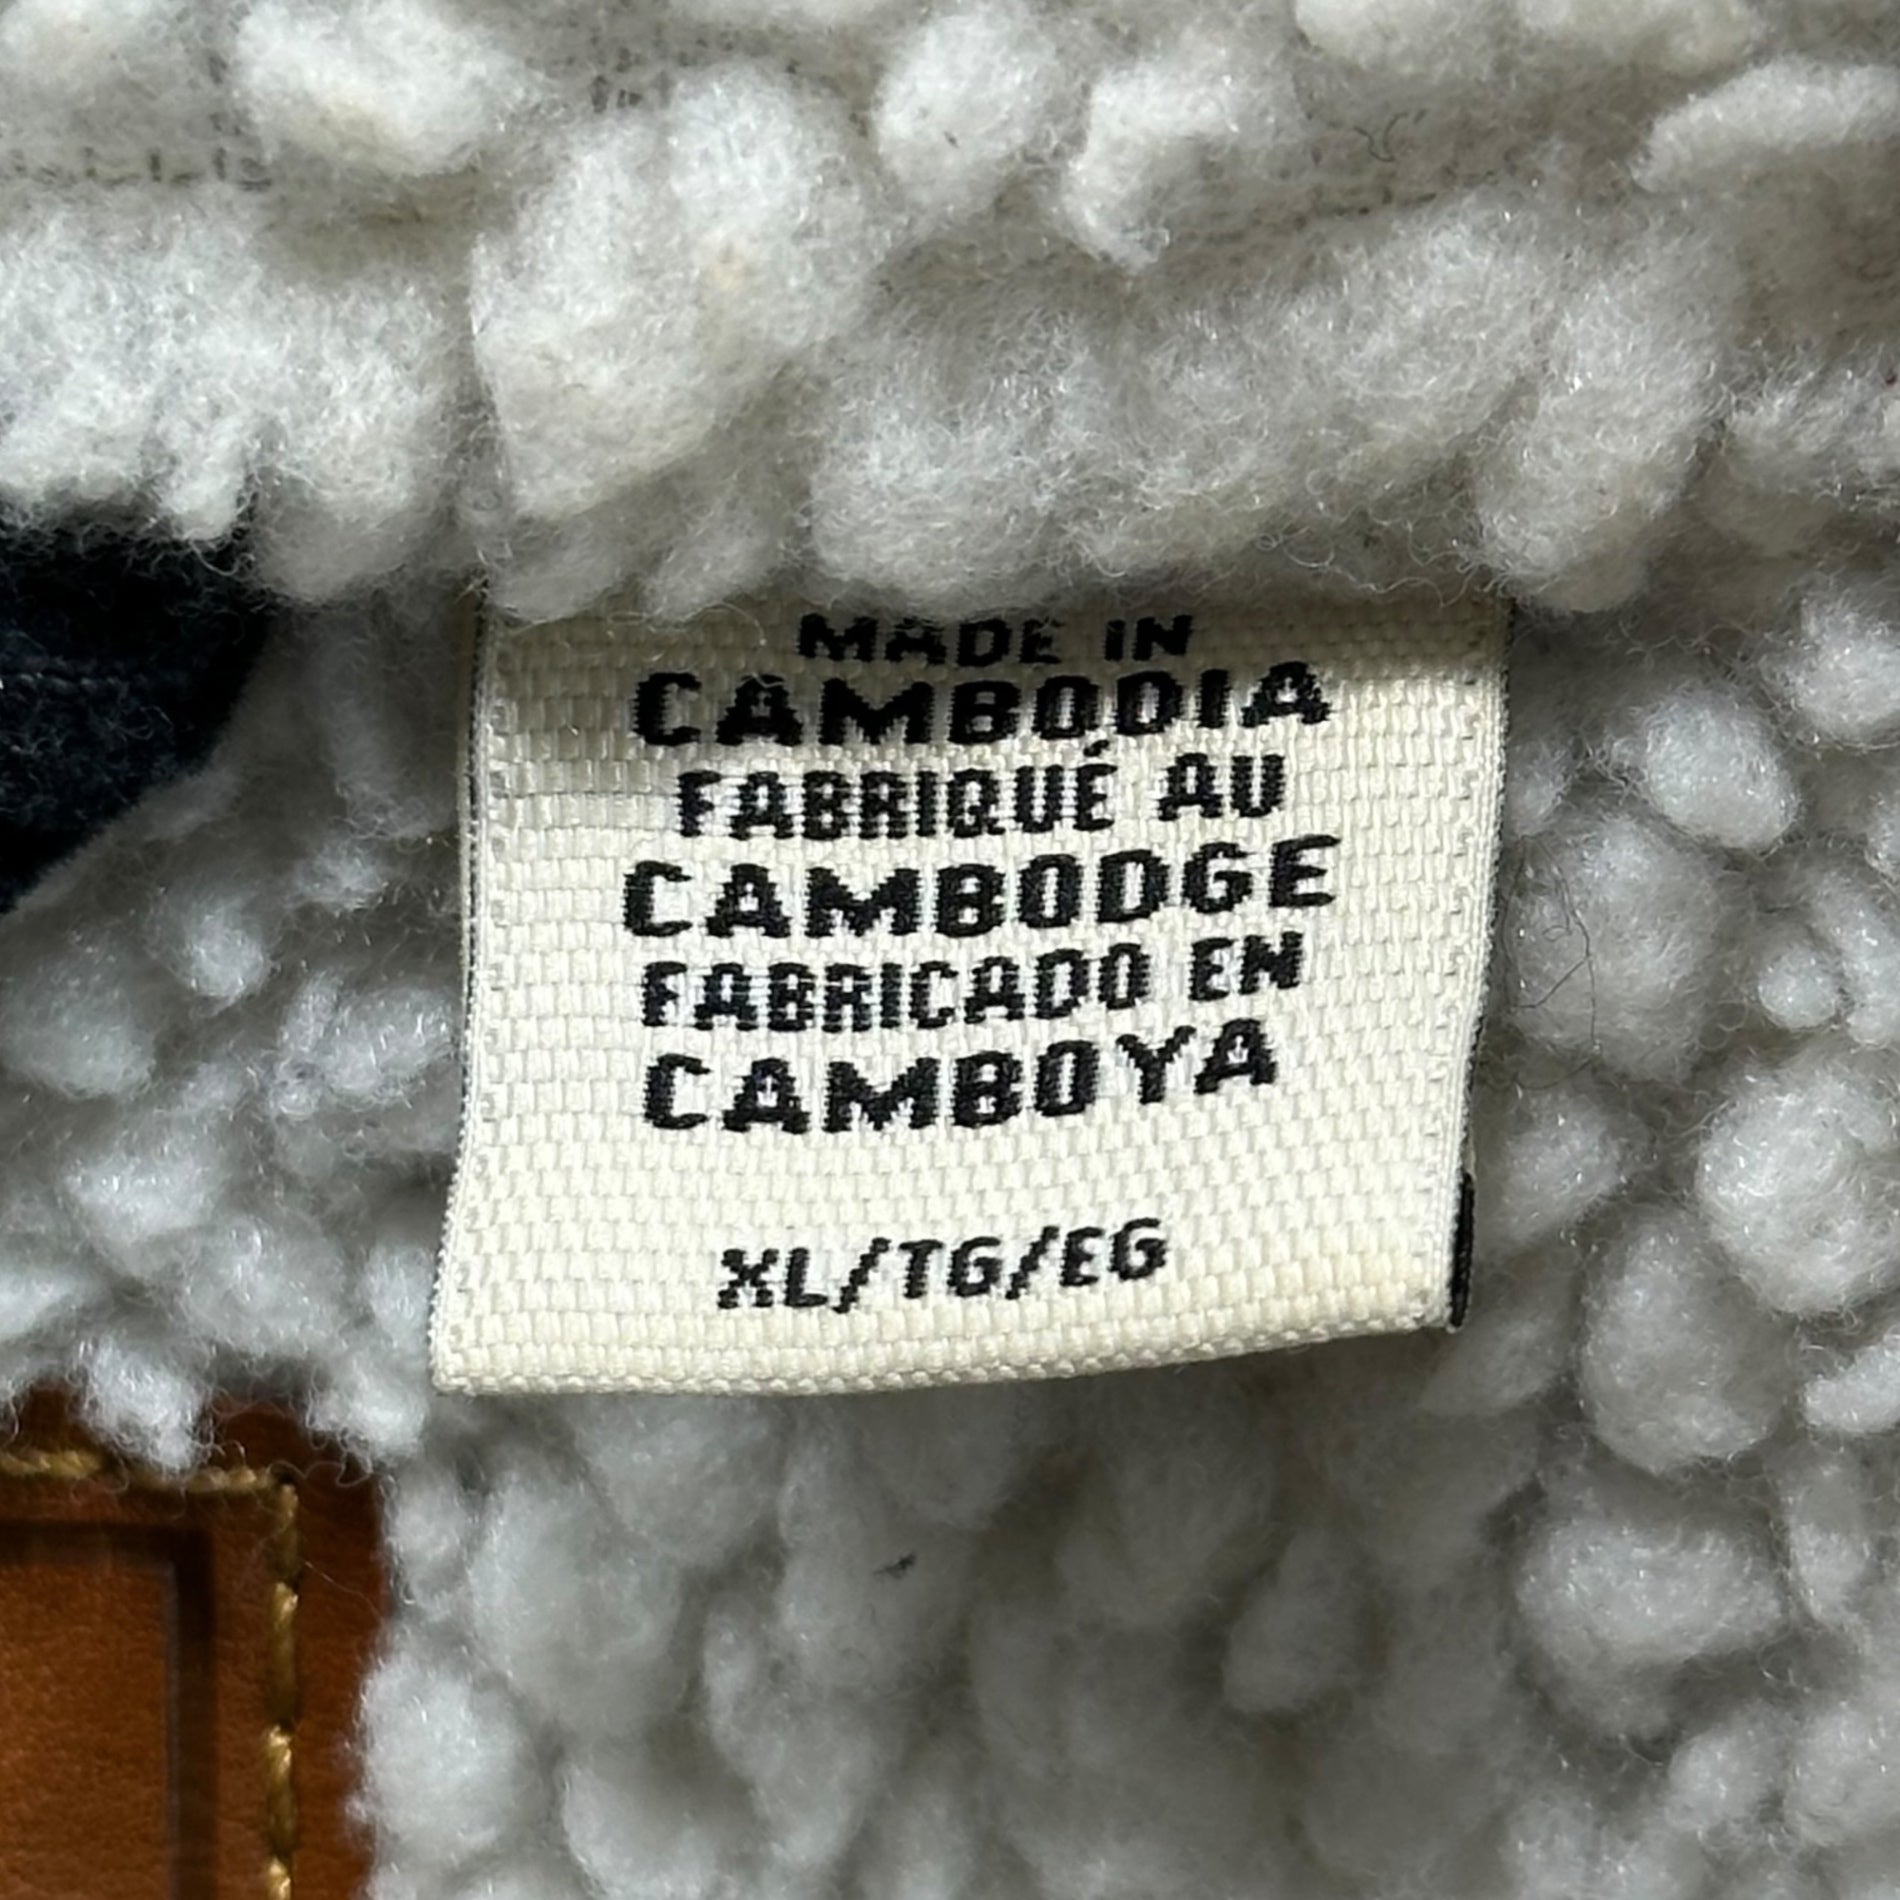 MADE IN
CAMBODIA
FABRIQUÉ AU
CAMBODGE
FABRICADO EN
CAMBOYA
XL/TG/EG